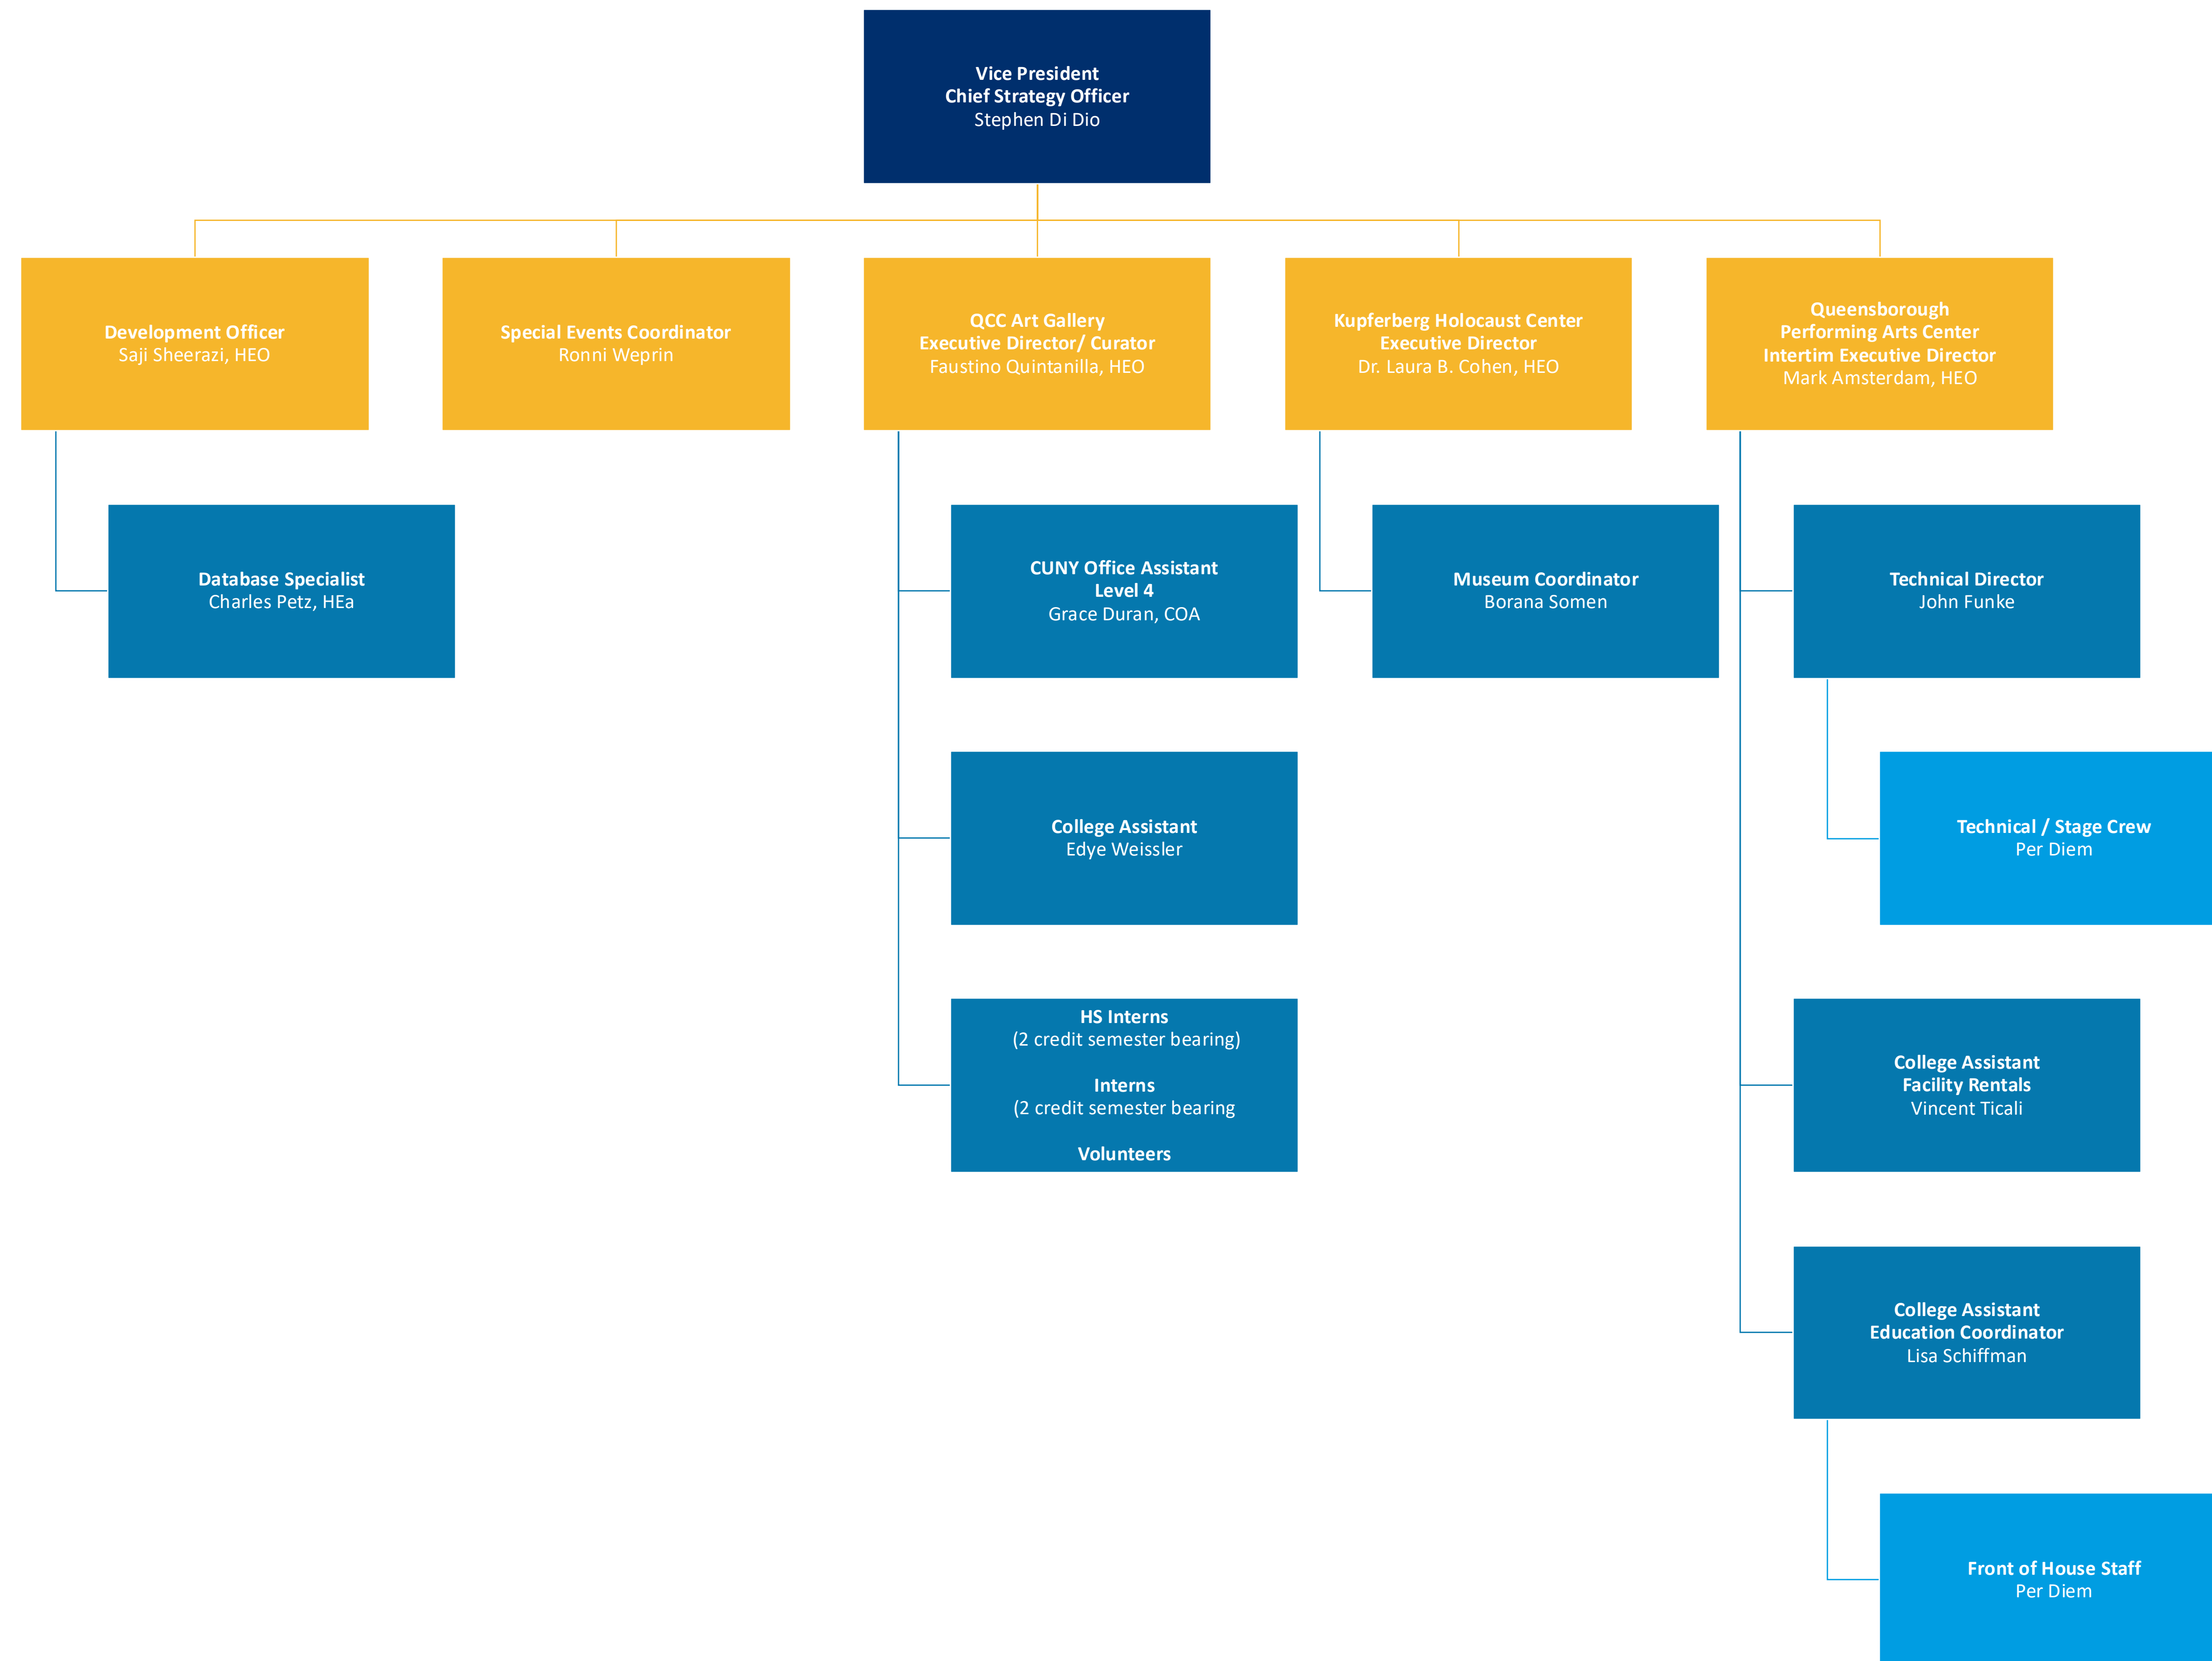 Vice President
Chief Strategy Officer
Stephen Di Dio
Development Officer
Saji Sheerazi, HEO
Special Events Coordinator
Ronni Weprin
QCC Art Gallery
Executive Director/ Curator
Faustino Quintanilla, HEO
Kupferberg Holocaust Center
Executive Director
Dr. Laura B. Cohen, HEO
Queensborough
Performing Arts Center
Intertim Executive Director
Mark Amsterdam, HEO
Database Specialist
Charles Petz, HEa
CUNY Office Assistant
Level 4
Grace Duran, COA
Museum Coordinator
Borana Somen
Technical Director
John Funke
College Assistant
Edye Weissler
Technical / Stage Crew
Per Diem
HS Interns
(2 credit semester bearing)
Interns
(2 credit semester bearing
Volunteers
College Assistant
Facility Rentals
Vincent Ticali
College Assistant
Education Coordinator
Lisa Schiffman
Front of House Staff
Per Diem